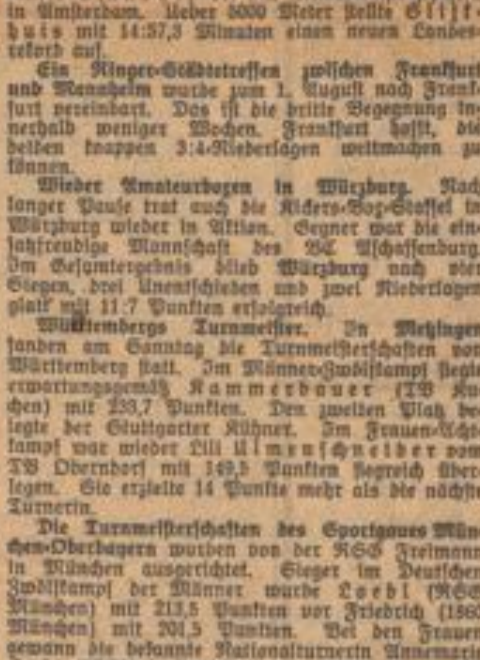 in Amsterdam. Ueber 5000 Meter stellte Slijk-
huis mit 14:57,3 Minuten einen neuen Landes-
rekord auf.
Ein Ringer-Städtetreffen zwischen Frankfurt
und Mannheim wurde zum 1. August nach Frank-
furt vereinbart. Das ist die dritte Begegnung in-
nerhalb weniger Wochen. Frankfurt hofft, die
beiden knappen 3:4-Niederlagen wettmachen zu
können.
Wieder Amateurboxen in Würzburg. Nach
langer Pause trat auch die Kickers-Box-Staffel in
Würzburg wieder in Aktion. Gegner war die ein-
satzfreudige Mannschaft des BC Aschaffenburg.
Im Gesamtergebnis blieb Würzburg nach vier
Siegen, drei Unentschieden und zwei Niederlagen
glatt mit 11:7 Punkten erfolgreich.
Württembergs Turnmeister. In Metzingen
fanden am Sonntag die Turnmeisterschaften von
Württemberg statt. Im Männer-Zwölfkampf siegte
erwartungsgemäß Kammerbauer (TV
chen) mit 233,7 Punkten. Den zweiten Platz be-
legte der Stuttgarter Kühner. Im Frauen-Acht-
kampf war wieder Lili Ulmenschneider vom
TV Oberndorf mit 149,5 Punkten siegreich über-
legen. Sie erzielte 14 Punkte mehr als die nächste
Turnerin.
Die Turnmeisterschaften des Sportgaues Mün-
chen-Oberbayern wurden von der RSG Freimann
in München ausgerichtet. Sieger im Deutschen
Zwölfkampf der Männer wurde Loebl (RSG
München) mit 213,5 Punkten vor Friedrich (1860
München) mit 201,5 Punkten. Bei den Frauen
gewann die bekannte Nationalturnerin Annemarie